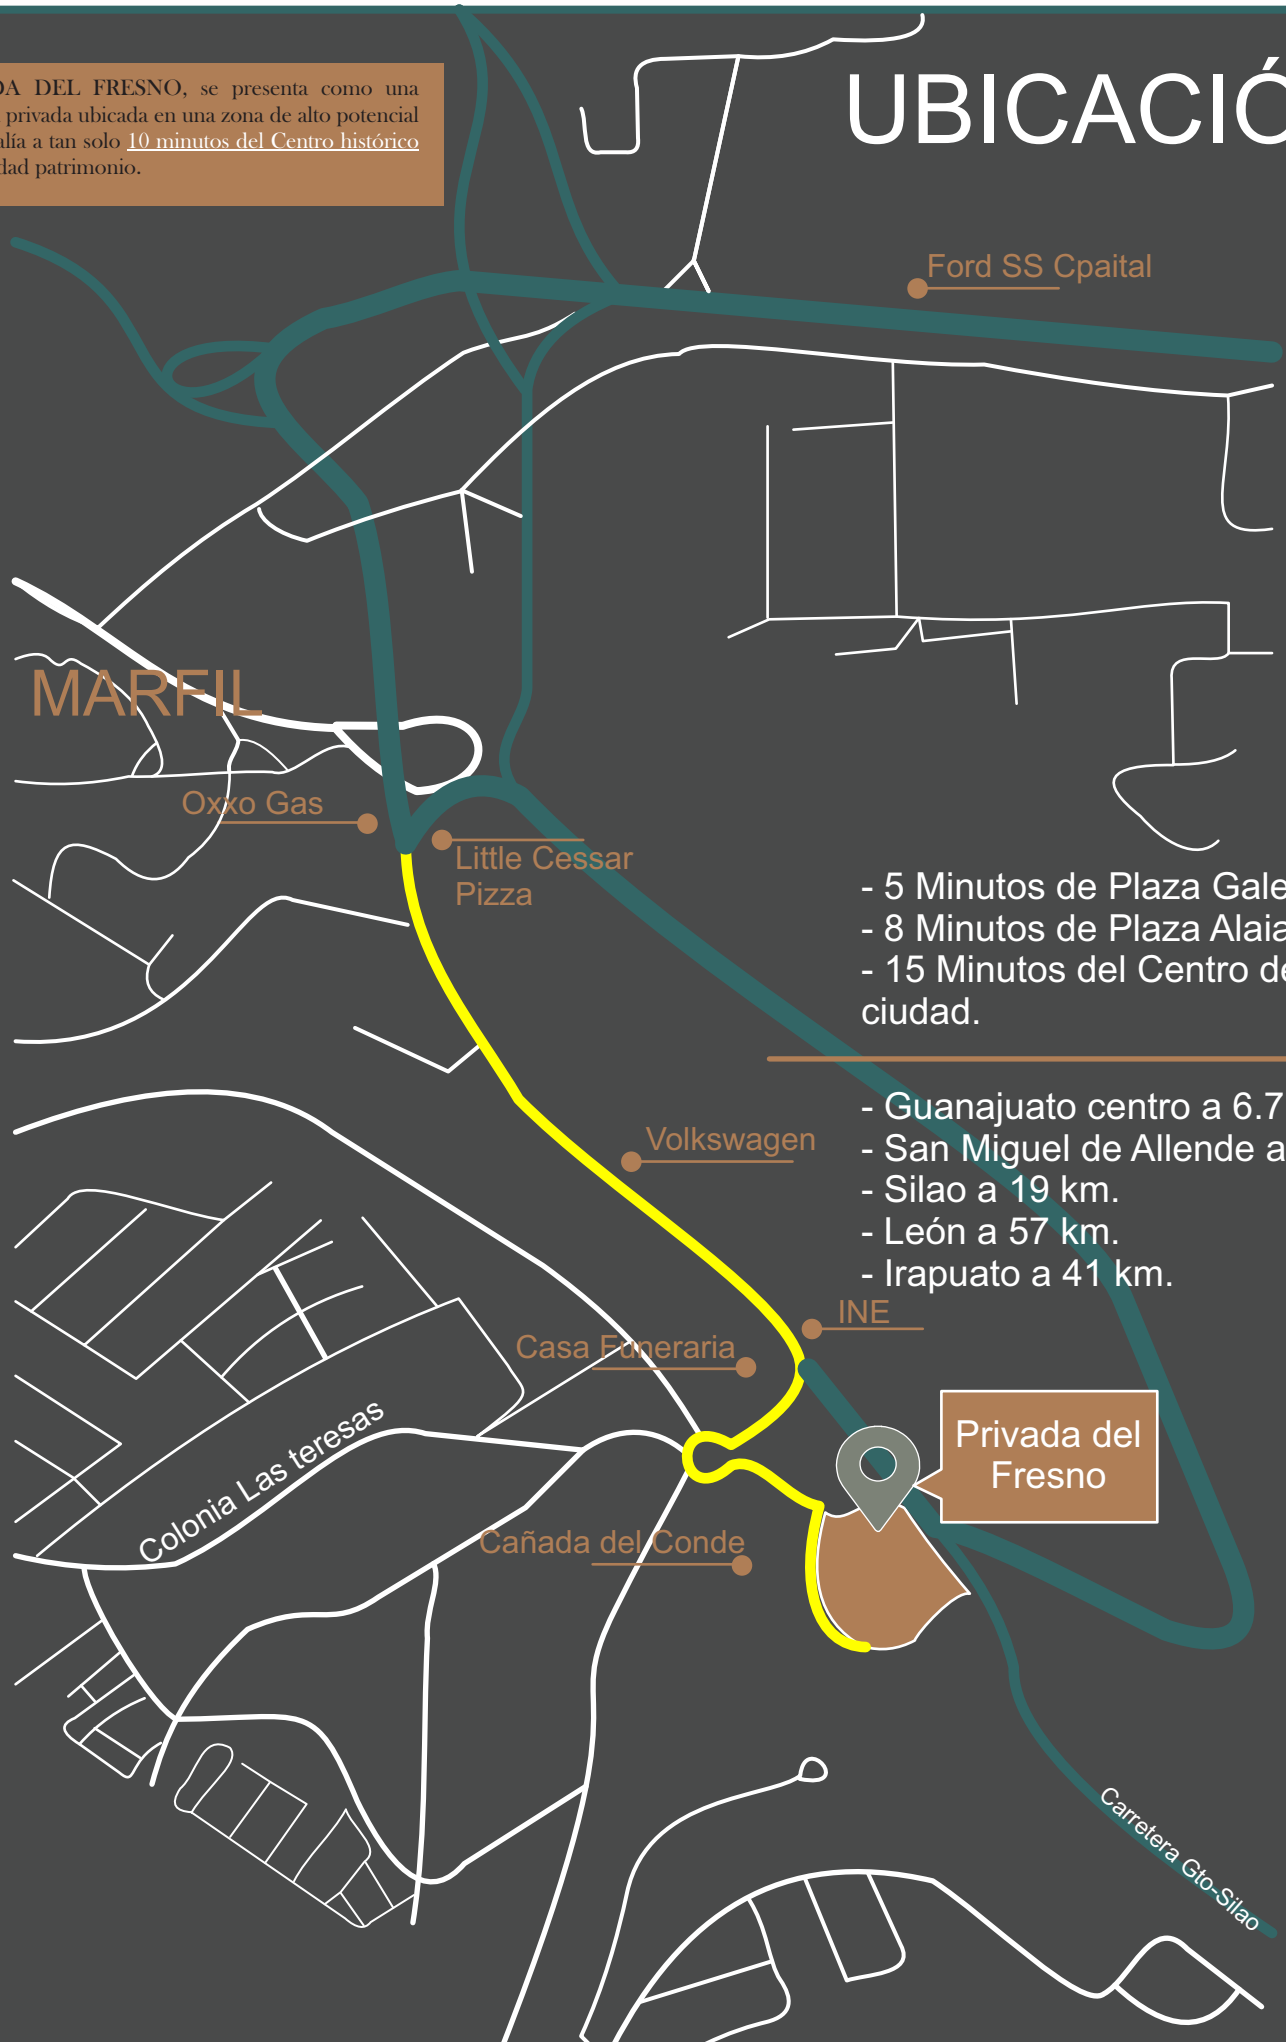 DA DEL FRESNO, se presenta como una
privada ubicada en una zona de alto potencial
alía a tan solo 10 minutos del Centro histórico
dad patrimonio.
UBICACIÓ
Ford SS Cpaital
MARFIL
Oxxo Gas
Little Cessar
Pizza
- 5 Minutos de Plaza Gale
- 8 Minutos de Plaza Alaia
- 15 Minutos del Centro de
ciudad.
- Guanajuato centro a 6.7
- San Miguel de Allende a
- Silao a 19 km.
- León a 57 km.
- Irapuato a 41 km.
Volkswagen
INE
Casa Funeraria
Privada del
Fresno
Colonia Las teresas
Cañada del Conde
Carretera Gto-Silao